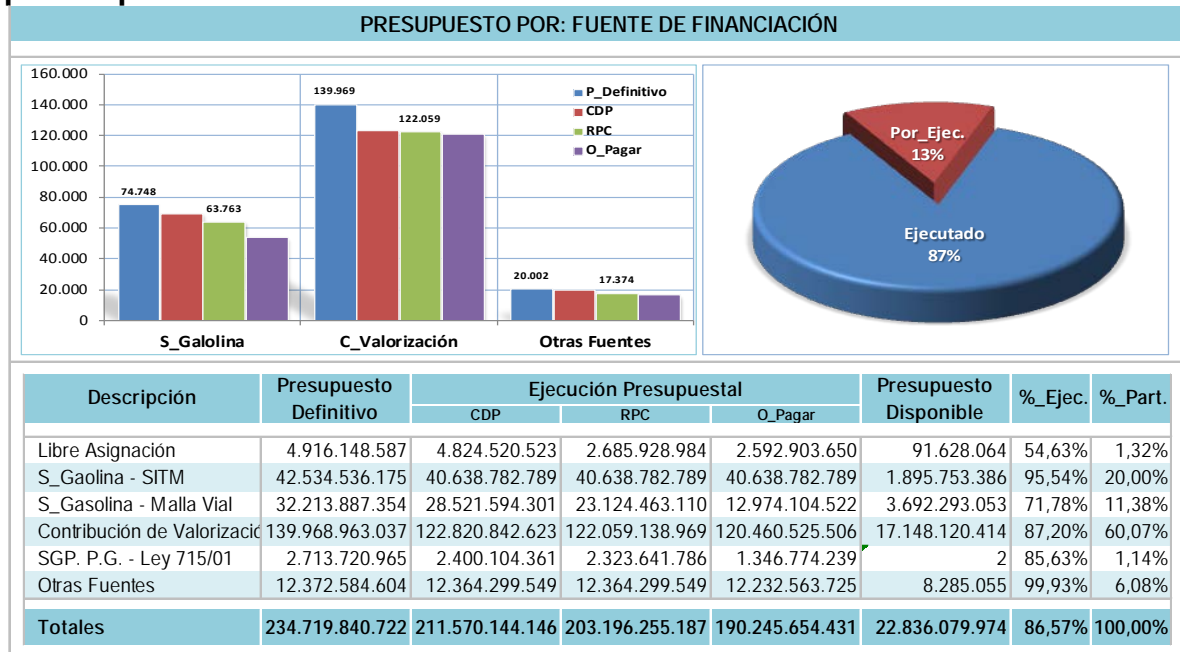 PRESUPUESTO POR: FUENTE DE FINANCIACIÓN
160.000
140.000
120.000
100.000
80.000
60.000
40.000
20.000
0
74.748
63.763
139.969
122.059
20.002
17.374
P_Definitivo
CDP
RPC
O_Pagar
S_Galolina C_Valorización Otras Fuentes
Por_Ejec.
13%
Ejecutado
87%
Descripción Presupuesto Definitivo Ejecución Presupuestal Presupuesto Disponible %_Ejec. %_Part.
CDP RPC O_Pagar
Libre Asignación 4.916.148.587 4.824.520.523 2.685.928.984 2.592.903.650 91.628.064 54,63% 1,32%
S_Gaolina - SITM 42.534.536.175 40.638.782.789 40.638.782.789 40.638.782.789 1.895.753.386 95,54% 20,00%
S_Gasolina - Malla Vial 32.213.887.354 28.521.594.301 23.124.463.110 12.974.104.522 3.692.293.053 71,78% 11,38%
Contribución de Valorizació 139.968.963.037 122.820.842.623 122.059.138.969 120.460.525.506 17.148.120.414 87,20% 60,07%
SGP. P.G. - Ley 715/01 2.713.720.965 2.400.104.361 2.323.641.786 1.346.774.239 2 85,63% 1,14%
Otras Fuentes 12.372.584.604 12.364.299.549 12.364.299.549 12.232.563.725 8.285.055 99,93% 6,08%
Totales 234.719.840.722 211.570.144.146 203.196.255.187 190.245.654.431 22.836.079.974 86,57% 100,00%